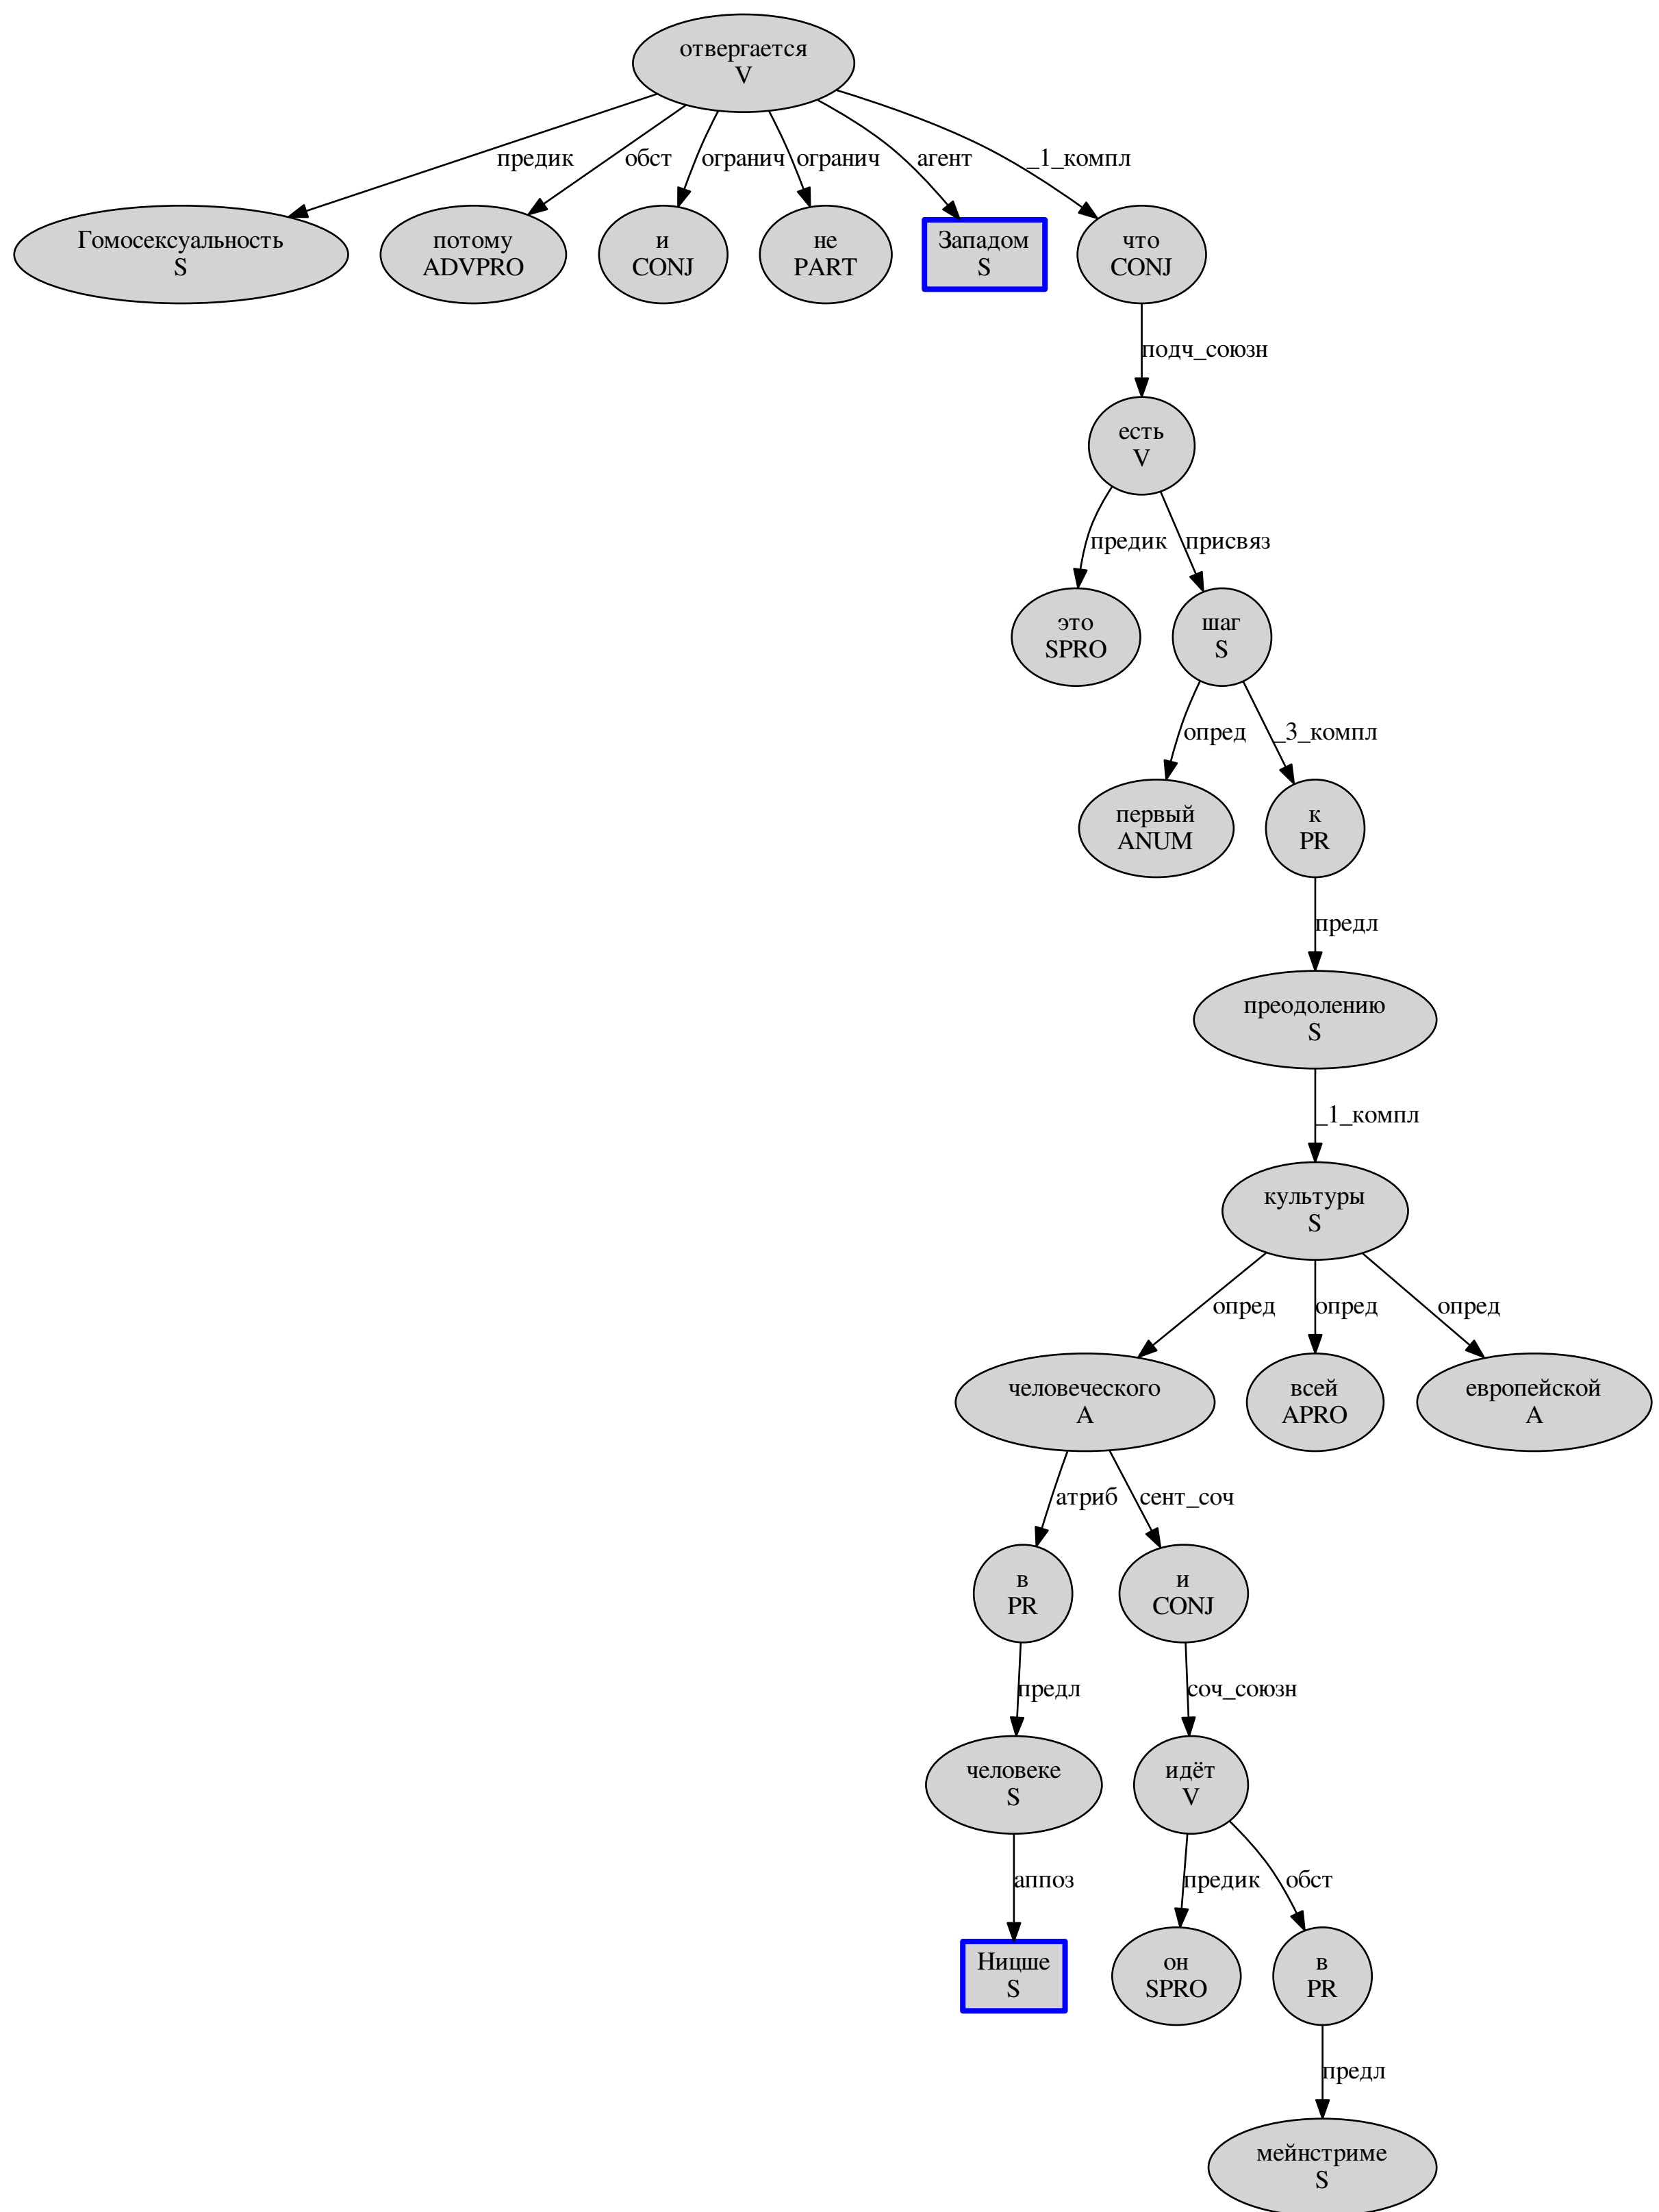 отвергается
V
предик
обст
огранич
огранич
агент
_1_компл
Гомосексуальность
S
потому
ADVPRO
и
CONJ
не
PART
Западом
S
что
CONJ
подч_союзн
есть
V
предик
присвяз
это
SPRO
шаг
S
опред
_3_компл
первый
ANUM
к
PR
предл
преодолению
S
_1_компл
культуры
S
опред
опред
опред
человеческого
A
всей
APRO
европейской
A
атриб
сент_соч
в
PR
и
CONJ
предл
соч_союзн
человеке
S
идёт
V
аппоз
предик
обст
Ницше
S
он
SPRO
в
PR
предл
мейнстриме
S